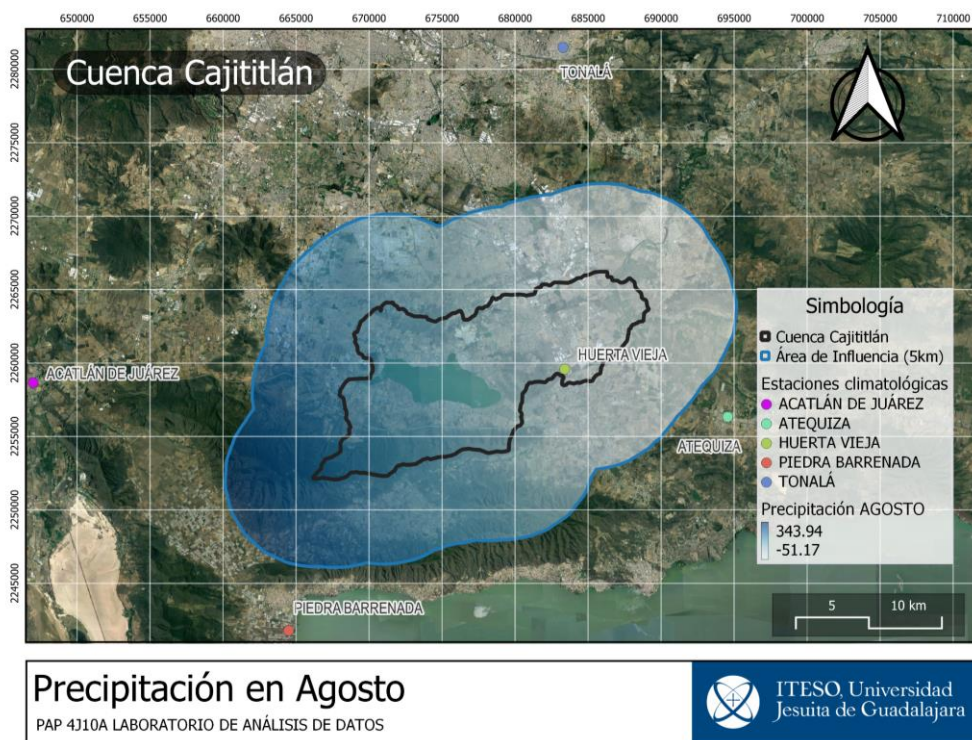 650000 655000 660000 665000 670000 675000 680000 685000 690000 695000 700000 705000 710000
Cuenca Cajititlán
TONALÁ
2280000
2275000
2270000
2265000
2260000
2255000
2250000
2245000
ACATLÁN DE JUÁREZ
HUERTA VIEJA
ATEQUIZA
PIEDRA BARRENADA
Simbología
Cuenca Cajititlán
Área de Influencia (5km)
Estaciones climatológicas
ACATLÁN DE JUÁREZ
ATEQUIZA
HUERTA VIEJA
PIEDRA BARRENADA
TONALÁ
Precipitación AGOSTO
343.94
-51.17
5 10 km
Precipitación en Agosto
PAP 4J10A LABORATORIO DE ANÁLISIS DE DATOS
ITESO, Universidad
Jesuita de Guadalajara